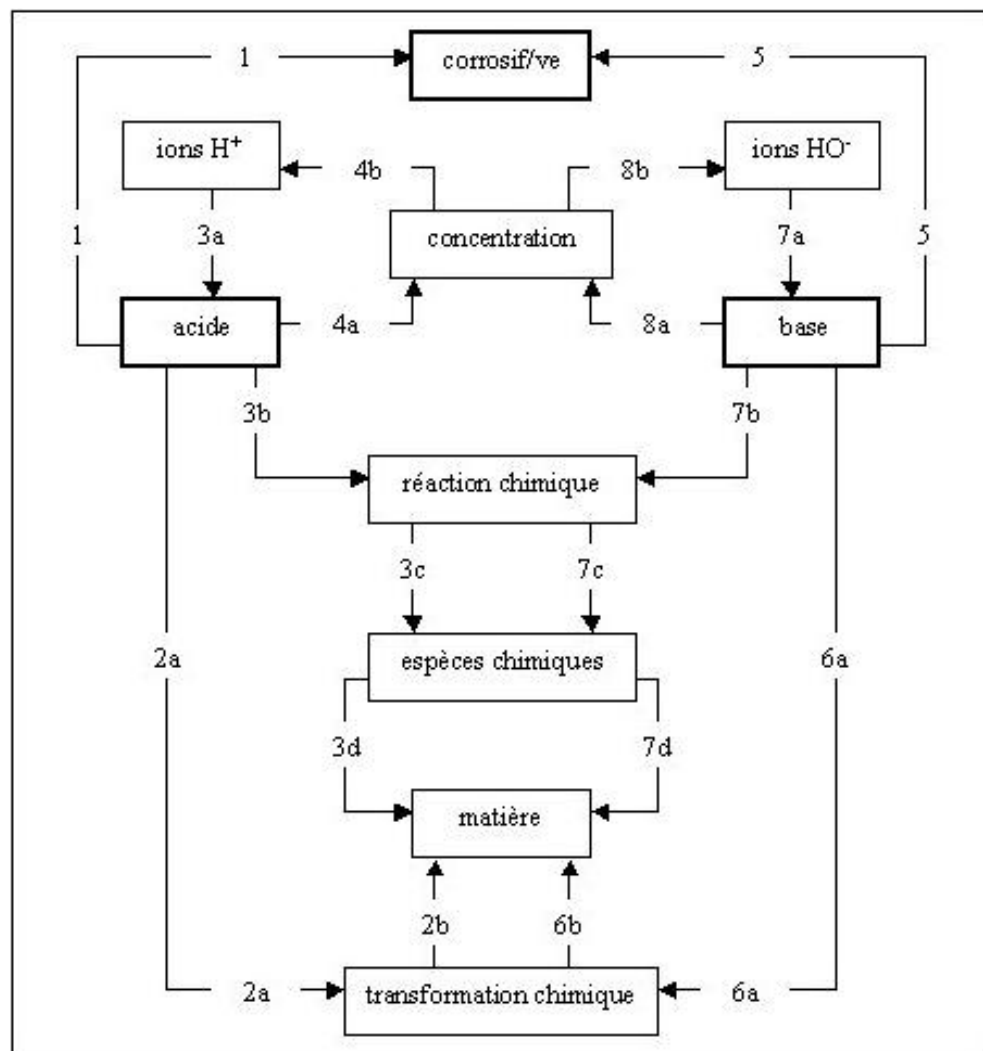 1 corrosif/ve 5
ions H⁺ 4b 8b ions HO⁻
1 3a concentration 7a 5
acide 4a 8a base
3b 7b
réaction chimique
3c 7c
2a espèces chimiques 6a
3d 7d
matière
2b 6b
2a transformation chimique 6a